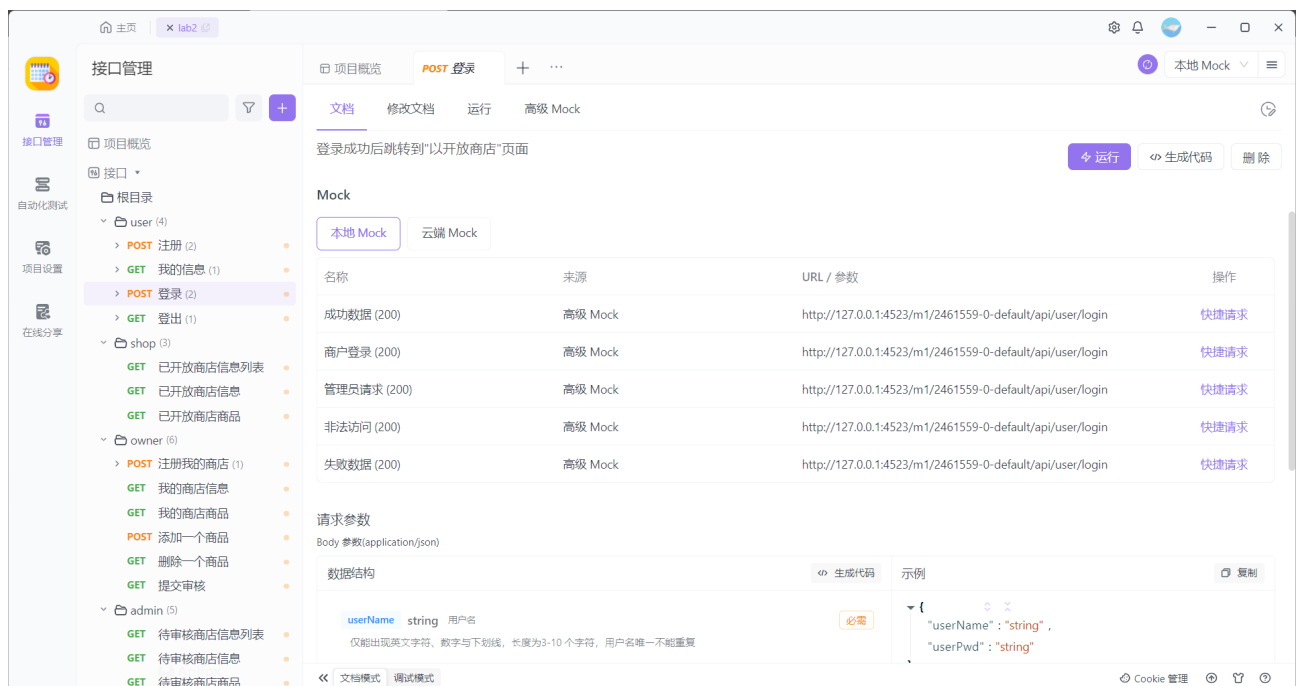 主页
lab2
接口管理
自动化测试
项目设置
在线分享
接口管理
项目概览
接口
根目录
user (4)
POST 注册 (2)
GET 我的信息 (1)
POST 登录 (2)
GET 登出 (1)
shop (3)
GET 已开放商店信息列表
GET 已开放商店信息
GET 已开放商店商品
owner (6)
POST 注册我的商店 (1)
GET 我的商店信息
GET 我的商店商品
POST 添加一个商品
GET 删除一个商品
GET 提交审核
admin (5)
GET 待审核商店信息列表
GET 待审核商店信息
GET 待审核商店商品
项目概览 POST 登录
本地 Mock
文档 修改文档 运行 高级 Mock
登录成功后跳转到"以开放商店"页面
运行 生成代码 删 除
Mock
本地 Mock 云端 Mock
名称 来源 URL / 参数 操作
成功数据 (200) 高级 Mock http://127.0.0.1:4523/m1/2461559-0-default/api/user/login 快捷请求
商户登录 (200) 高级 Mock http://127.0.0.1:4523/m1/2461559-0-default/api/user/login 快捷请求
管理员请求 (200) 高级 Mock http://127.0.0.1:4523/m1/2461559-0-default/api/user/login 快捷请求
非法访问 (200) 高级 Mock http://127.0.0.1:4523/m1/2461559-0-default/api/user/login 快捷请求
失败数据 (200) 高级 Mock http://127.0.0.1:4523/m1/2461559-0-default/api/user/login 快捷请求
请求参数
Body 参数(application/json)
数据结构 生成代码
userName string 用户名 必需
仅能出现英文字符、数字与下划线，长度为3-10 个字符，用户名唯一不能重复
示例 复制
{
"userName" : "string" ,
"userPwd" : "string"
文档模式 调试模式
Cookie 管理